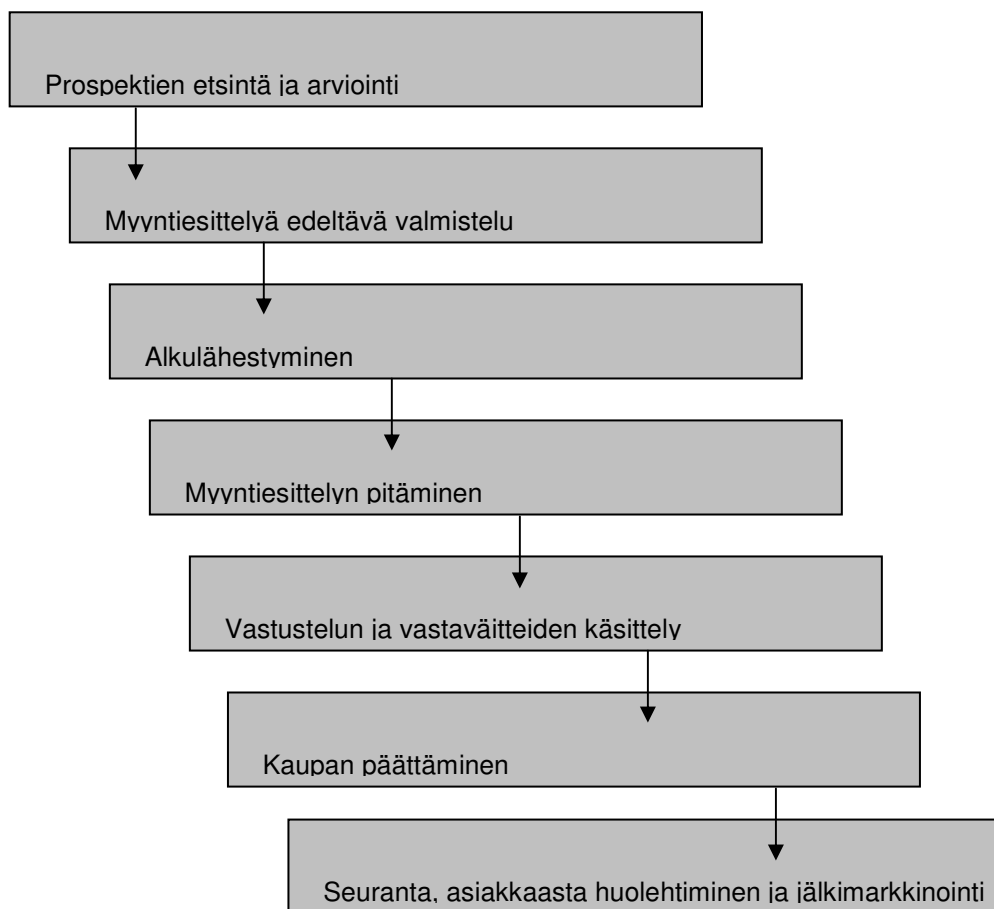 Prospektien etsintä ja arviointi
Myyntiesittelyä edeltävä valmistelu
Alkulähestyminen
Myyntiesittelyn pitäminen
Vastustelun ja vastaväitteiden käsittely
Kaupan päättäminen
Seuranta, asiakkaasta huolehtiminen ja jälkimarkkinointi